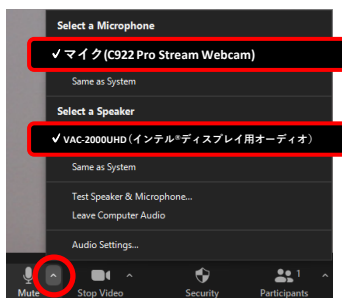 Select a Microphone
✓マイク(C922 Pro Stream Webcam)
Same as System
Select a Speaker
✓VAC-2000UHD(インテル®ディスプレイ用オーディオ)
Same as System
Test Speaker & Microphone...
Leave Computer Audio
Audio Settings...
1
Mute Stop Video Security Participants